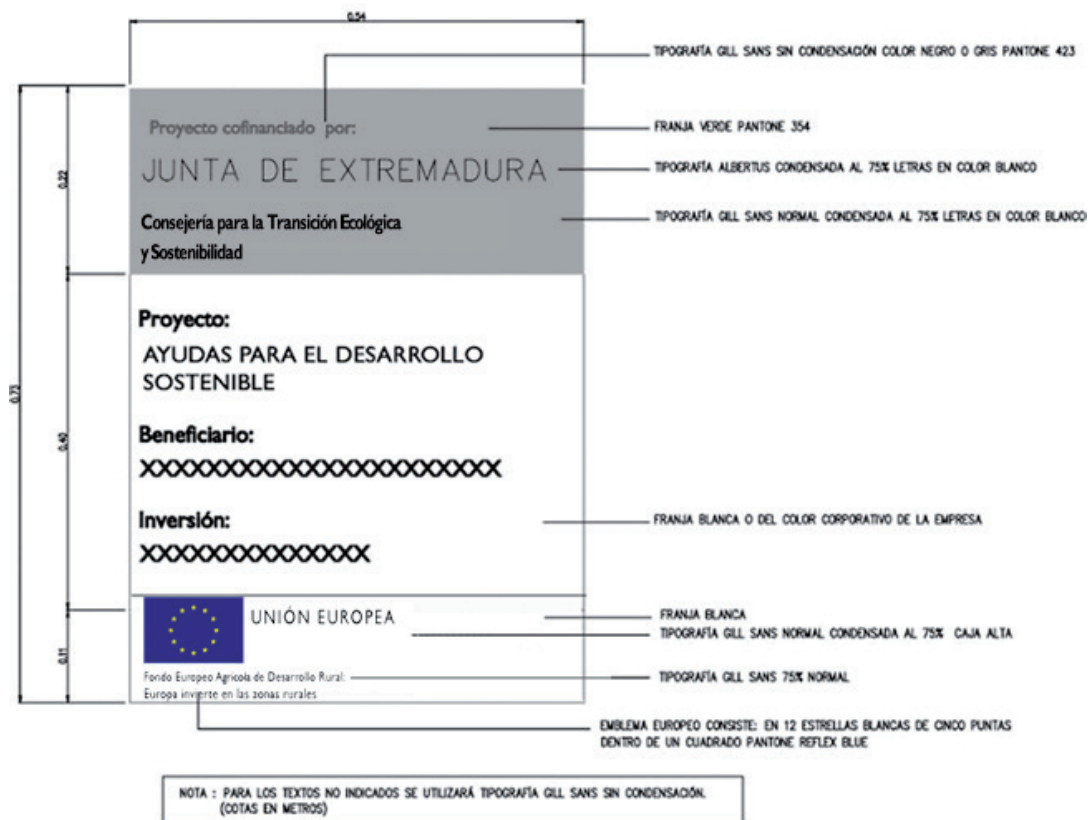 0.54
TIPOGRAFÍA GILL SANS SIN CONDENSACIÓN COLOR NEGRO O GRIS PANTONE 423
Proyecto cofinanciado por:
FRANJA VERDE PANTONE 354
JUNTA DE EXTREMADURA
TIPOGRAFÍA ALBERTUS CONDENSADA AL 75% LETRAS EN COLOR BLANCO
0.22
Consejería para la Transición Ecológica
y Sostenibilidad
TIPOGRAFÍA GILL SANS NORMAL CONDENSADA AL 75% LETRAS EN COLOR BLANCO
Proyecto:
AYUDAS PARA EL DESARROLLO
SOSTENIBLE
0.73
0.40
Beneficiario:
XXXXXXXXXXXXXXXXXXXXXXX
Inversión:
XXXXXXXXXXXXXXX
FRANJA BLANCA O DEL COLOR CORPORATIVO DE LA EMPRESA
UNIÓN EUROPEA
FRANJA BLANCA
TIPOGRAFÍA GILL SANS NORMAL CONDENSADA AL 75% CAJA ALTA
0.11
Fondo Europeo Agrícola de Desarrollo Rural:
Europa invierte en las zonas rurales
TIPOGRAFÍA GILL SANS 75% NORMAL
EMBLEMA EUROPEO CONSISTE: EN 12 ESTRELLAS BLANCAS DE CINCO PUNTAS
DENTRO DE UN CUADRADO PANTONE REFLEX BLUE
NOTA : PARA LOS TEXTOS NO INDICADOS SE UTILIZARÁ TIPOGRAFÍA GILL SANS SIN CONDENSACIÓN.
(COTAS EN METROS)